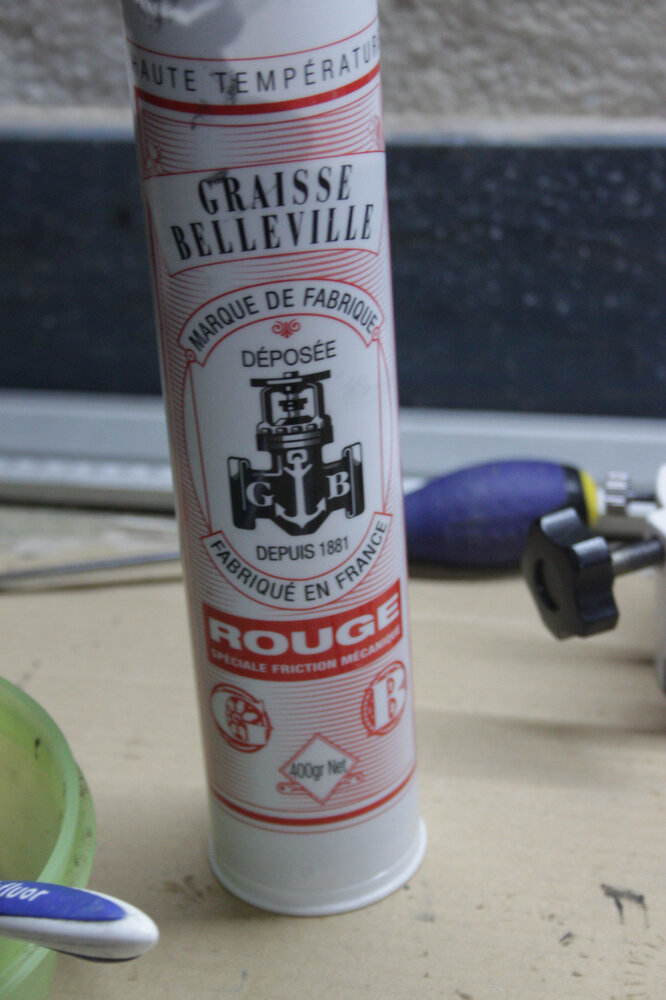 HAUTE TEMPÉRATURE
GRAISSE
BELLEVILLE
MARQUE DE FABRIQUE
DÉPOSÉE
G B
DEPUIS 1881
FABRIQUÉ EN FRANCE
ROUGE
SPÉCIALE FRICTION MÉCANIQUE
G B
400gr Net
fluor